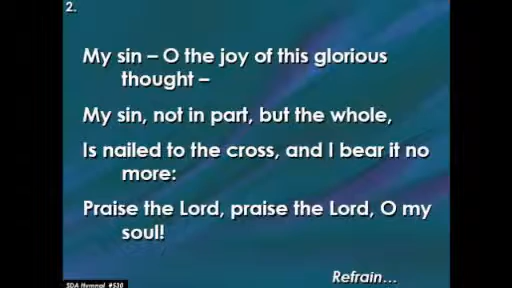 2.
My sin – O the joy of this glorious
thought –
My sin, not in part, but the whole,
Is nailed to the cross, and I bear it no
more:
Praise the Lord, praise the Lord, O my
soul!
Refrain...
SDA Hymnal #530